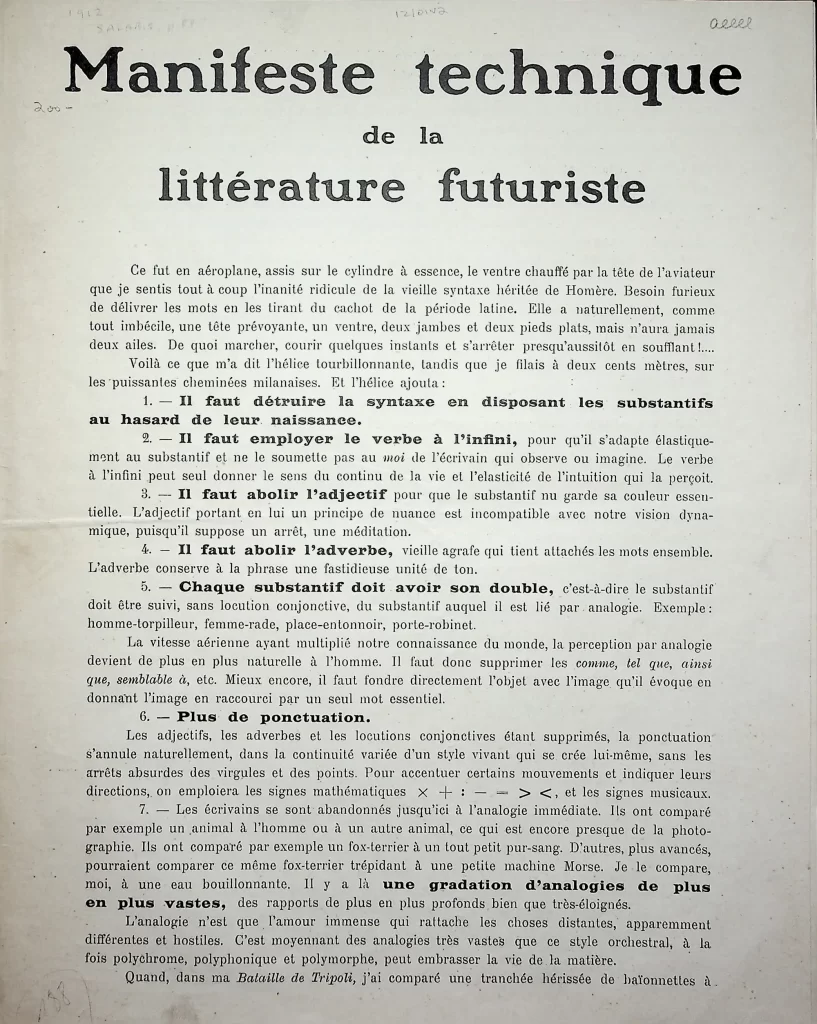 1912
200 -
Manifeste technique
de la
littérature futuriste
Ce fut en aéroplane, assis sur le cylindre à essence, le ventre chauffé par la tête de l'aviateur
que je sentis tout à coup l'inanité ridicule de la vieille syntaxe héritée de Homère. Besoin furieux
de délivrer les mots en les tirant du cachot de la période latine. Elle a naturellement, comme
tout imbécile, une tête prévoyante, un ventre, deux jambes et deux pieds plats, mais n'aura jamais
deux ailes. De quoi marcher, courir quelques instants et s'arrêter presqu'aussitôt en soufflant!....
Voilà ce que m'a dit l'hélice tourbillonnante, tandis que je filais à deux cents mètres, sur
les puissantes cheminées milanaises. Et l'hélice ajouta :
1. — Il faut détruire la syntaxe en disposant les substantifs
au hasard de leur naissance.
2. — Il faut employer le verbe à l'infini, pour qu'il s'adapte élastique-
ment au substantif et ne le soumette pas au moi de l'écrivain qui observe ou imagine. Le verbe
à l'infini peut seul donner le sens du continu de la vie et l'elasticité de l'intuition qui la perçoit.
3. — Il faut abolir l'adjectif pour que le substantif nu garde sa couleur essen-
tielle. L'adjectif portant en lui un principe de nuance est incompatible avec notre vision dyna-
mique, puisqu'il suppose un arrêt, une méditation.
4. — Il faut abolir l'adverbe, vieille agrafe qui tient attachés les mots ensemble.
L'adverbe conserve à la phrase une fastidieuse unité de ton.
5. — Chaque substantif doit avoir son double, c'est-à-dire le substantif
doit être suivi, sans locution conjonctive, du substantif auquel il est lié par analogie. Exemple :
homme-torpilleur, femme-rade, place-entonnoir, porte-robinet.
La vitesse aérienne ayant multiplié notre connaissance du monde, la perception par analogie
devient de plus en plus naturelle à l'homme. Il faut donc supprimer les comme, tel que, ainsi
que, semblable à, etc. Mieux encore, il faut fondre directement l'objet avec l'image qu'il évoque en
donnant l'image en raccourci par un seul mot essentiel.
6. — Plus de ponctuation.
Les adjectifs, les adverbes et les locutions conjonctives étant supprimés, la ponctuation
s'annule naturellement, dans la continuité variée d'un style vivant qui se crée lui-même, sans les
arrêts absurdes des virgules et des points. Pour accentuer certains mouvements et indiquer leurs
directions, on emploiera les signes mathématiques × + : − = > <, et les signes musicaux.
7. — Les écrivains se sont abandonnés jusqu'ici à l'analogie immédiate. Ils ont comparé
par exemple un animal à l'homme ou à un autre animal, ce qui est encore presque de la photo-
graphie. Ils ont comparé par exemple un fox-terrier à un tout petit pur-sang. D'autres, plus avancés,
pourraient comparer ce même fox-terrier trépidant à une petite machine Morse. Je le compare,
moi, à une eau bouillonnante. Il y a là une gradation d'analogies de plus
en plus vastes, des rapports de plus en plus profonds bien que très-éloignés.
L'analogie n'est que l'amour immense qui rattache les choses distantes, apparemment
différentes et hostiles. C'est moyennant des analogies très vastes que ce style orchestral, à la
fois polychrome, polyphonique et polymorphe, peut embrasser la vie de la matière.
Quand, dans ma Bataille de Tripoli, j'ai comparé une tranchée hérissée de baïonnettes à